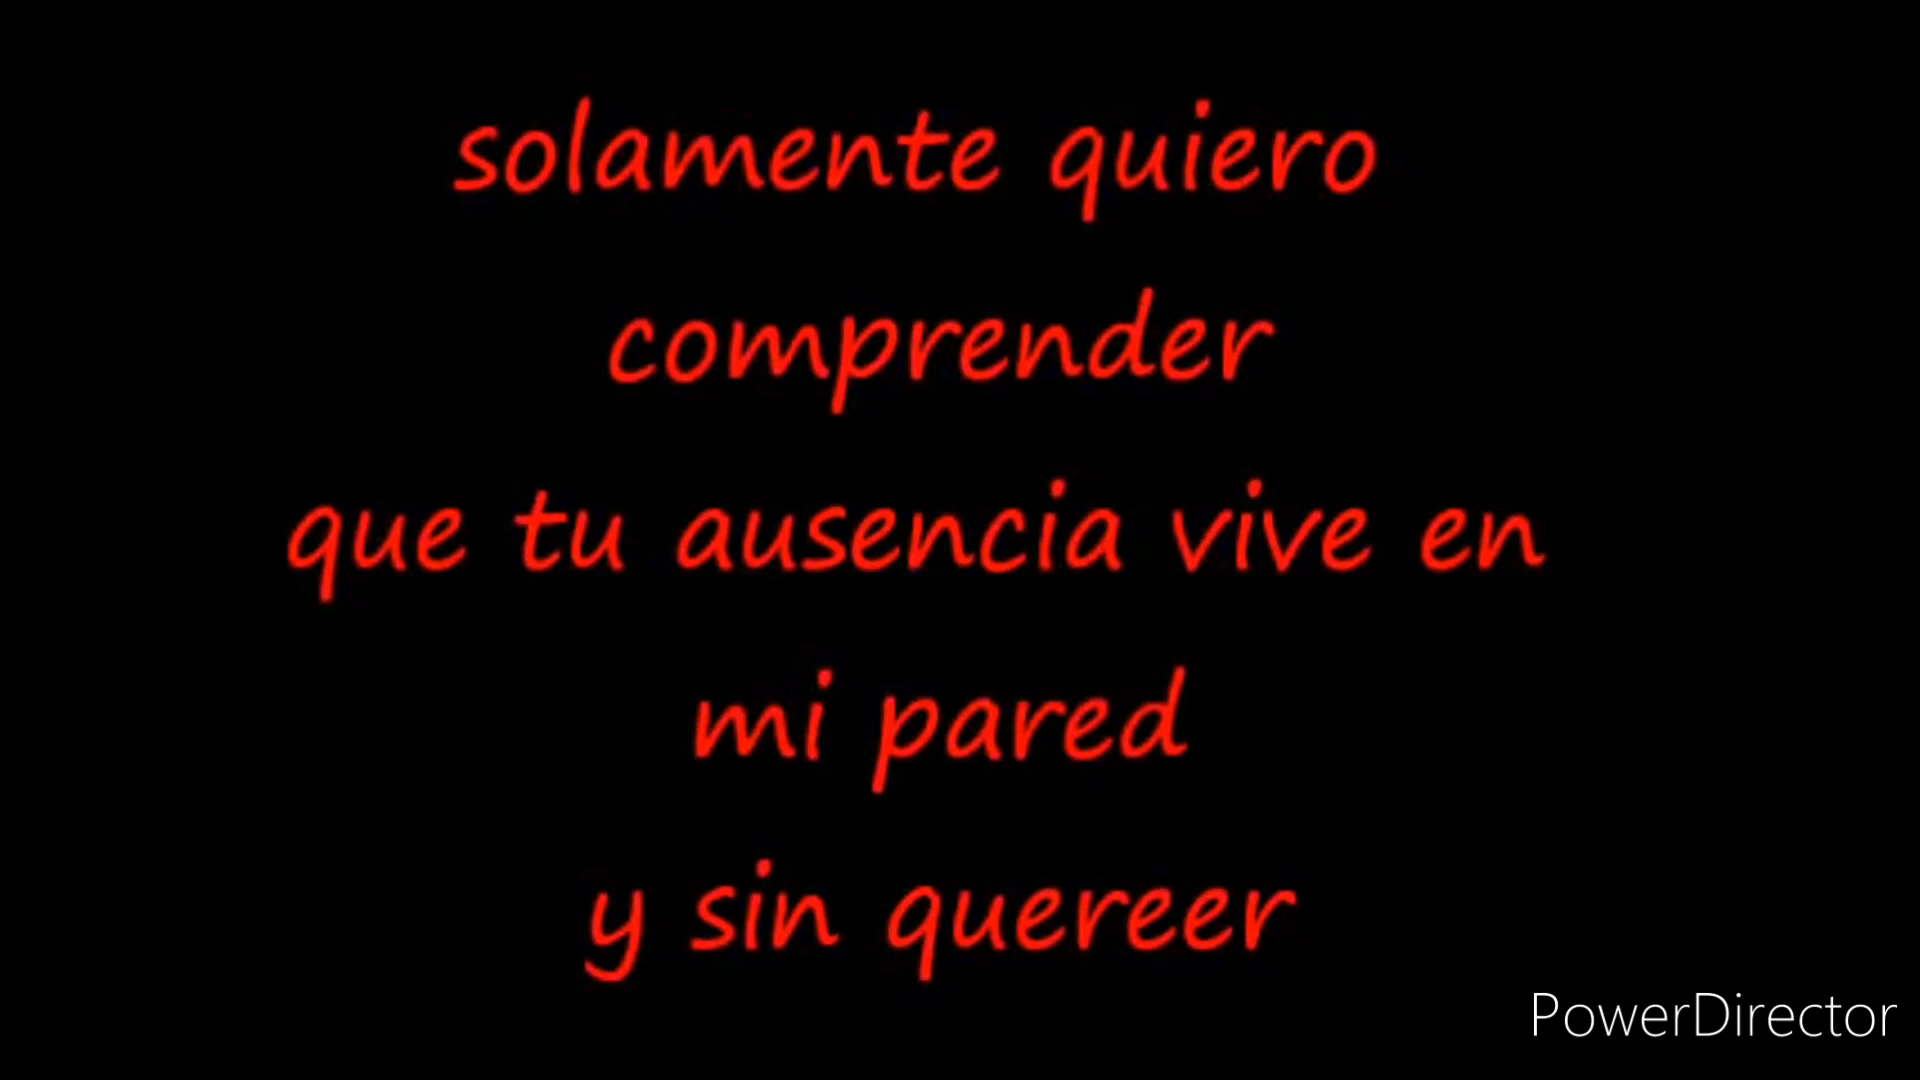 solamente quiero
comprender
que tu ausencia vive en
mi pared
y sin quereer
PowerDirector